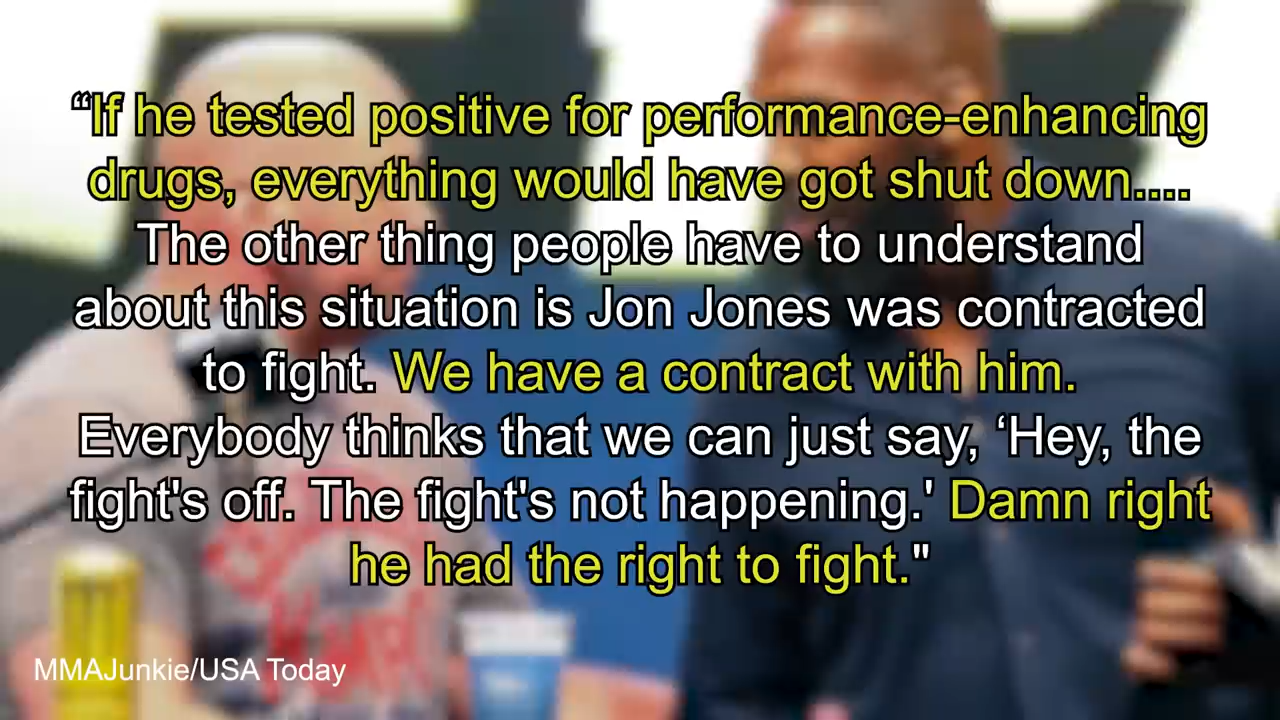 “If he tested positive for performance-enhancing
drugs, everything would have got shut down....
The other thing people have to understand
about this situation is Jon Jones was contracted
to fight. We have a contract with him.
Everybody thinks that we can just say, ‘Hey, the
fight's off. The fight's not happening.' Damn right
he had the right to fight."
MMAJunkie/USA Today